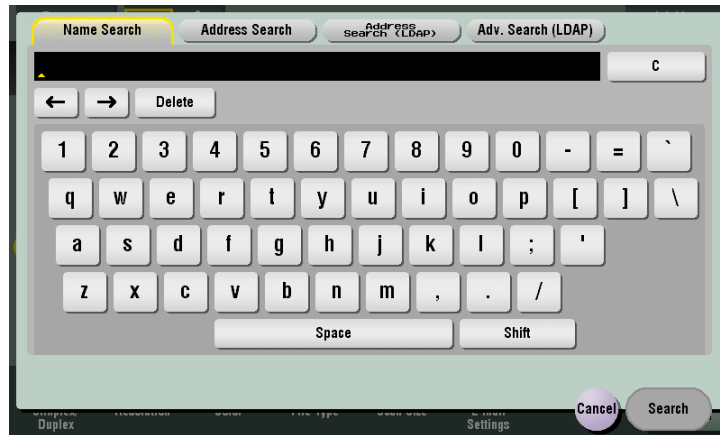 Name Search
Address Search
Address
search (LDAP)
Adv. Search (LDAP)
C
← → Delete
1 2 3 4 5 6 7 8 9 0 - = `
q w e r t y u i o p [ ] \
a s d f g h j k l ; '
z x c v b n m , . /
Space Shift
Cancel Search
Duplex
Settings